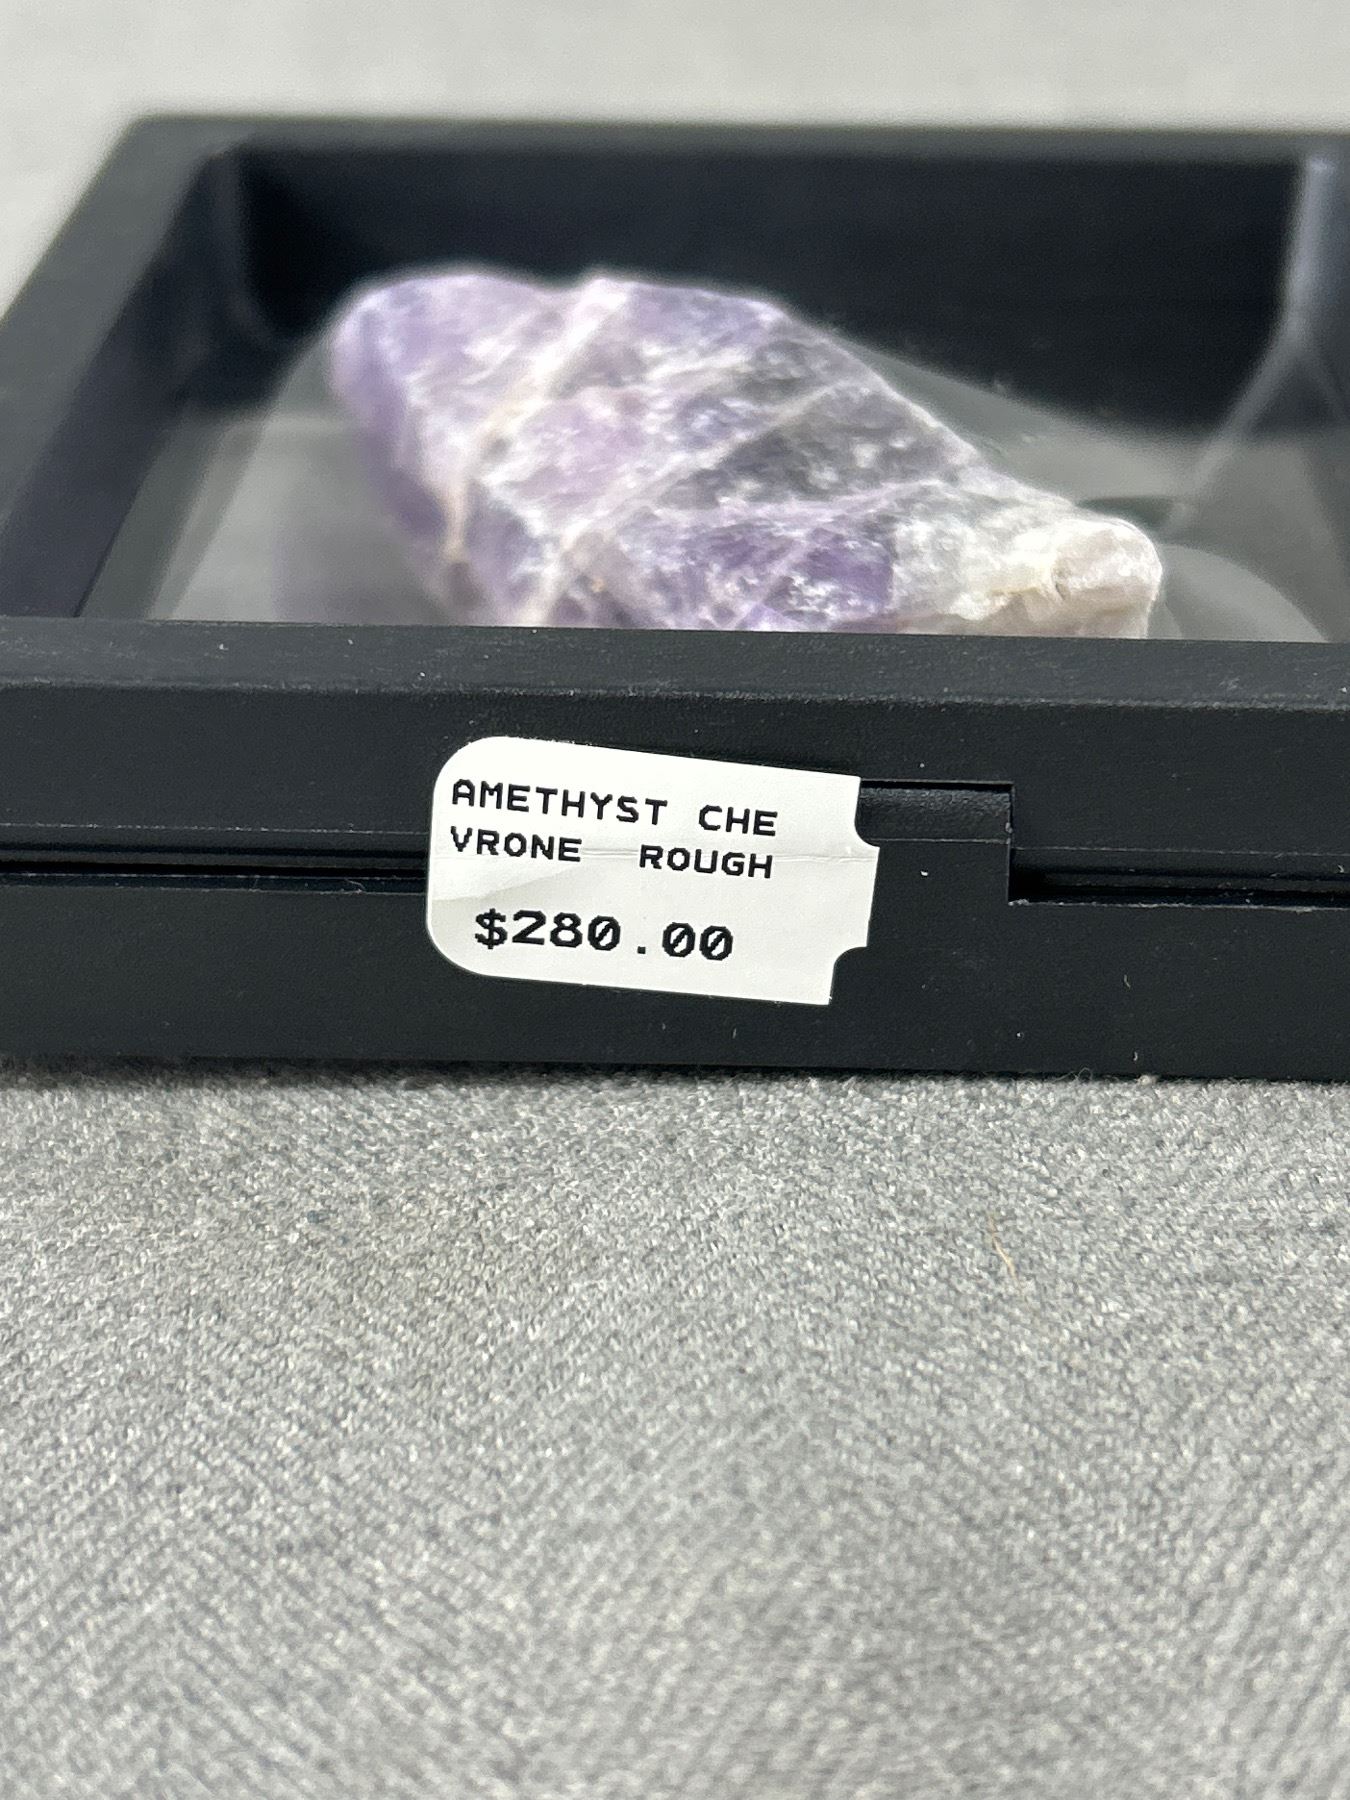 AMETHYST CHE
VRONE ROUGH
$280.00